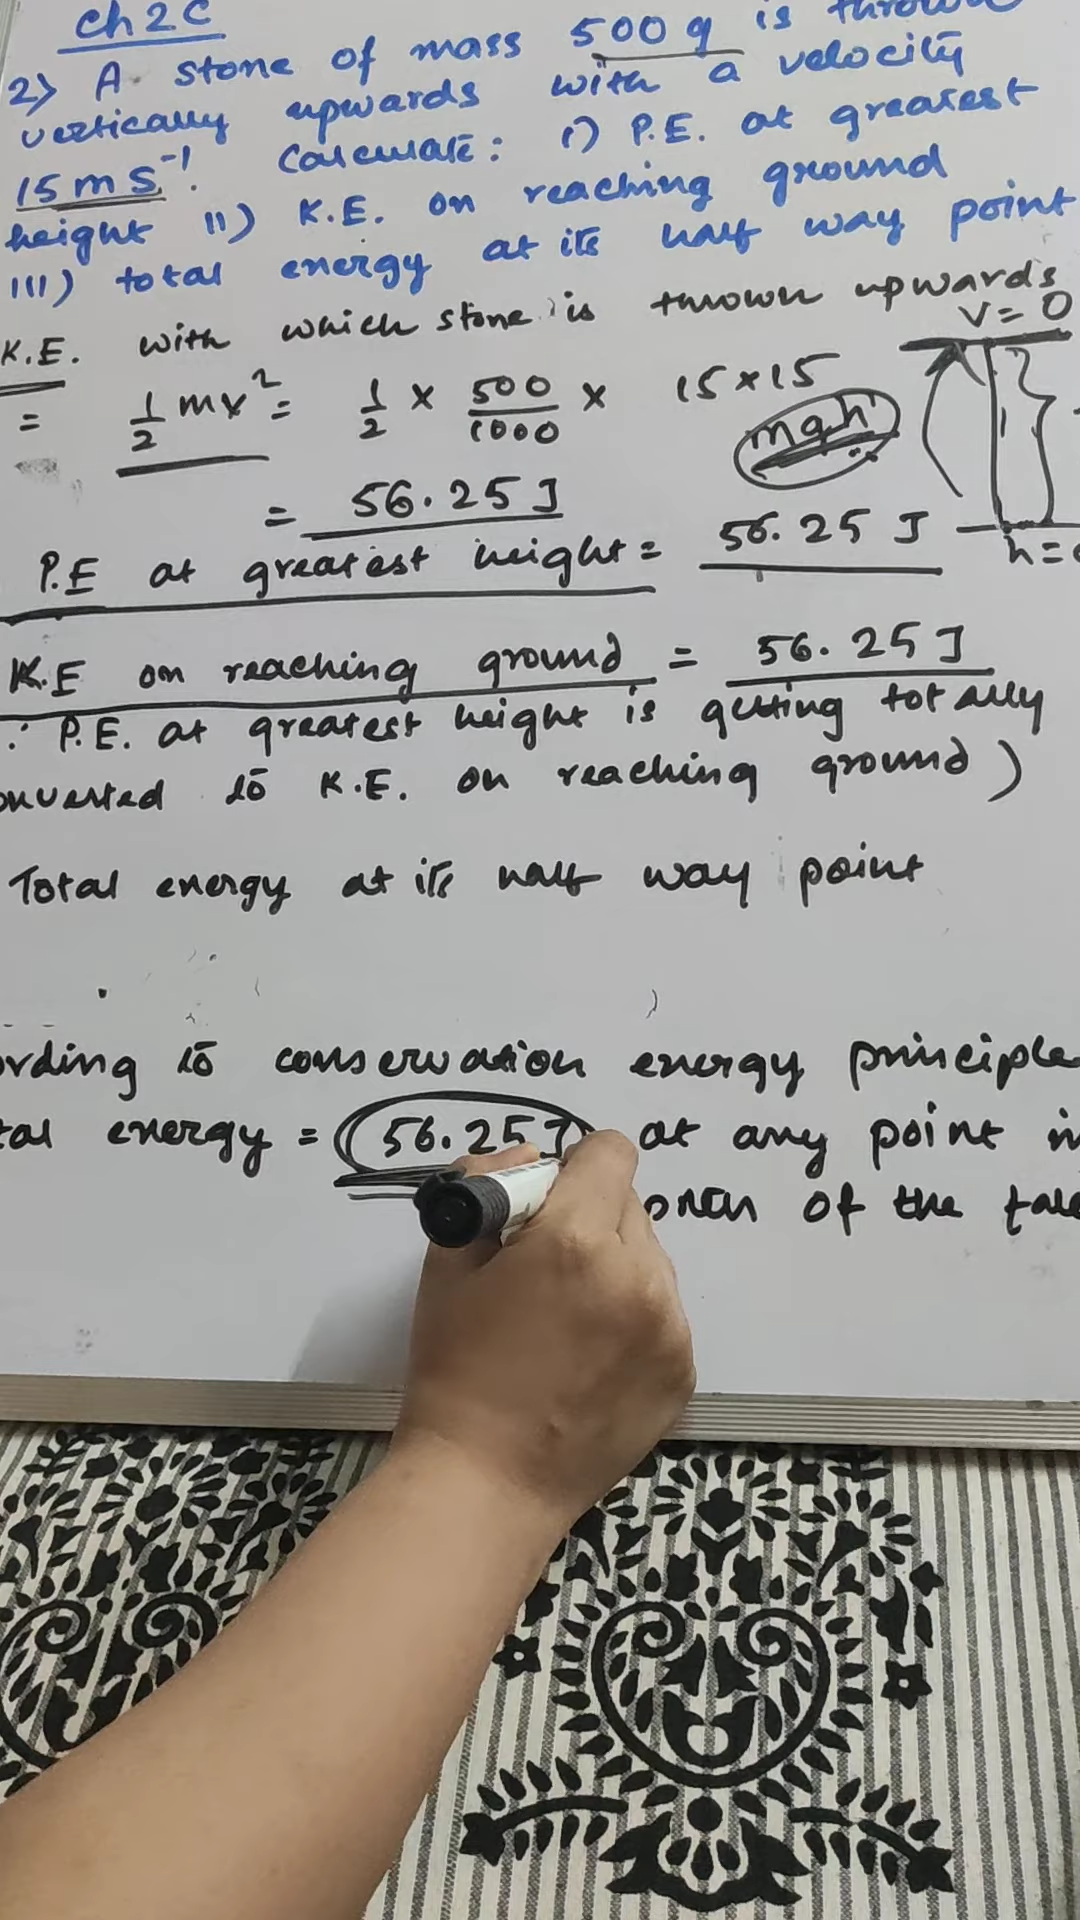 Ch 2 C
2) A stone of mass 500 g is thrown
vertically upwards with a velocity
15 m s⁻¹. Calculate: i) P.E. at greatest
height ii) K.E. on reaching ground
iii) total energy at its half way point
K.E. with which stone is thrown upwards
V = 0
= 1/2 mv² = 1/2 × 500/1000 × 15 × 15
mgh
= 56.25 J
h =
P.E at greatest height = 56.25 J
K.E on reaching ground = 56.25 J
∵ P.E. at greatest height is getting totally
onverted to K.E. on reaching ground)
Total energy at its half way point
ording to conservation energy principle
tal energy = 56.25 J at any point in
of the